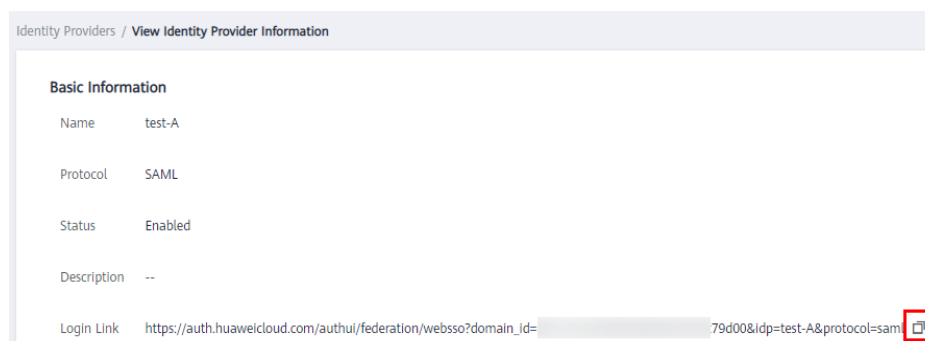 Identity Providers / View Identity Provider Information
Basic Information
Name test-A
Protocol SAML
Status Enabled
Description --
Login Link https://auth.huaweicloud.com/authui/federation/websso?domain_id= 79d00&idp=test-A&protocol=saml